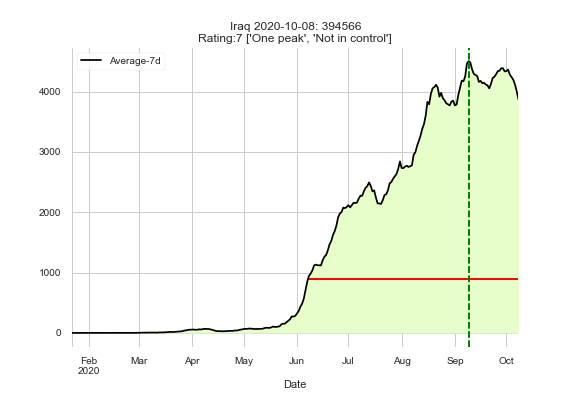 Iraq 2020-10-08: 394566
Rating:7 ['One peak', 'Not in control']
Average-7d
4000
3000
2000
1000
0
Feb Mar Apr May Jun Jul Aug Sep Oct
2020
Date